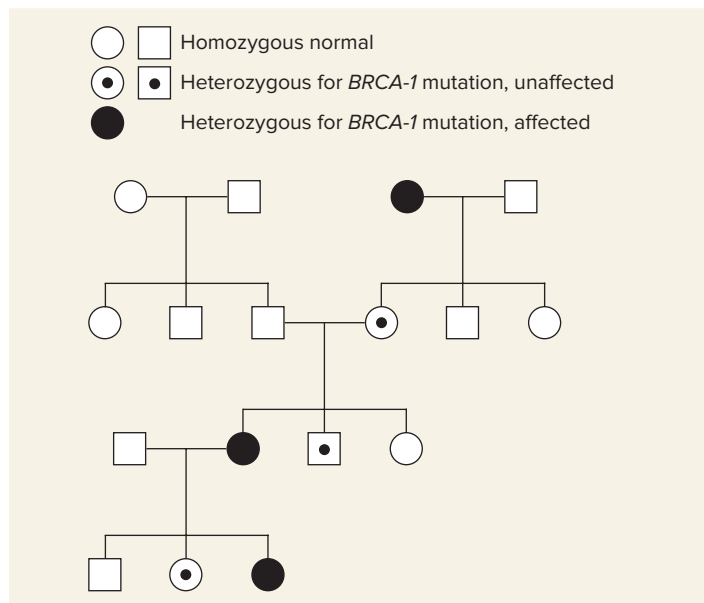 Homozygous normal
Heterozygous for BRCA-1 mutation, unaffected
Heterozygous for BRCA-1 mutation, affected